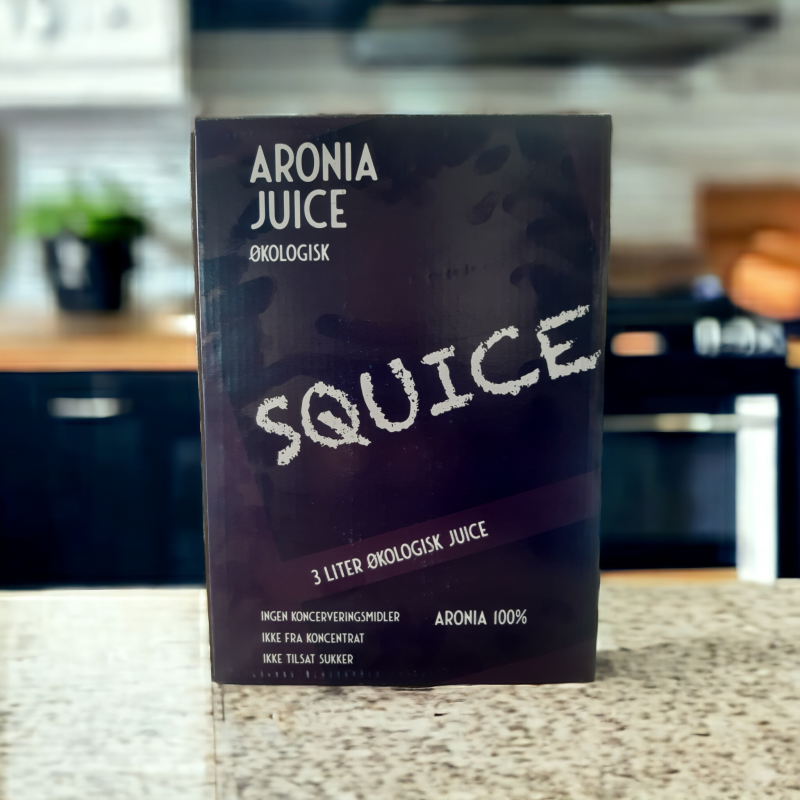 ARONIA
JUICE
ØKOLOGISK
SQUICE
3 LITER ØKOLOGISK JUICE
INGEN KONCERVERINGSMIDLER
IKKE FRA KONCENTRAT
IKKE TILSAT SUKKER
ARONIA 100%